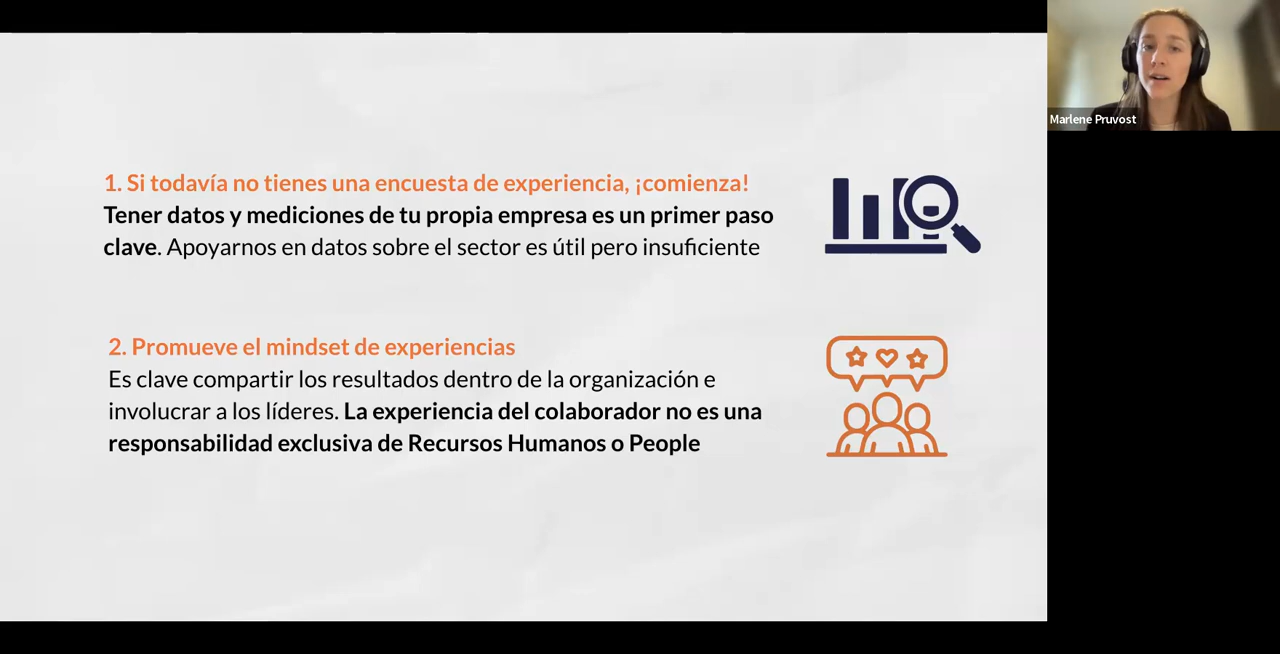 1. Si todavía no tienes una encuesta de experiencia, ¡comienza!
Tener datos y mediciones de tu propia empresa es un primer paso
clave. Apoyarnos en datos sobre el sector es útil pero insuficiente
2. Promueve el mindset de experiencias
Es clave compartir los resultados dentro de la organización e
involucrar a los líderes. La experiencia del colaborador no es una
responsabilidad exclusiva de Recursos Humanos o People
Marlene Pruvost